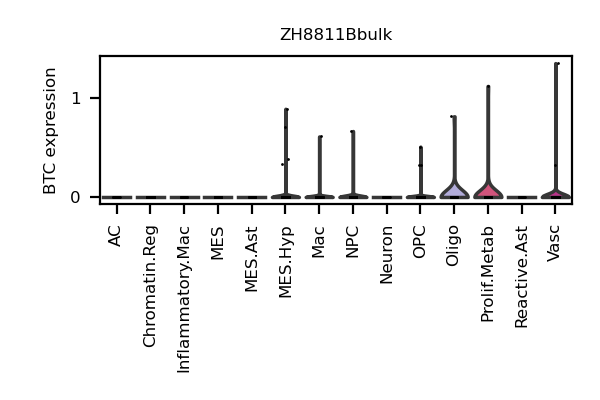 ZH8811Bbulk
BTC expression
1
0
AC
Chromatin.Reg
Inflammatory.Mac
MES
MES.Ast
MES.Hyp
Mac
NPC
Neuron
OPC
Oligo
Prolif.Metab
Reactive.Ast
Vasc